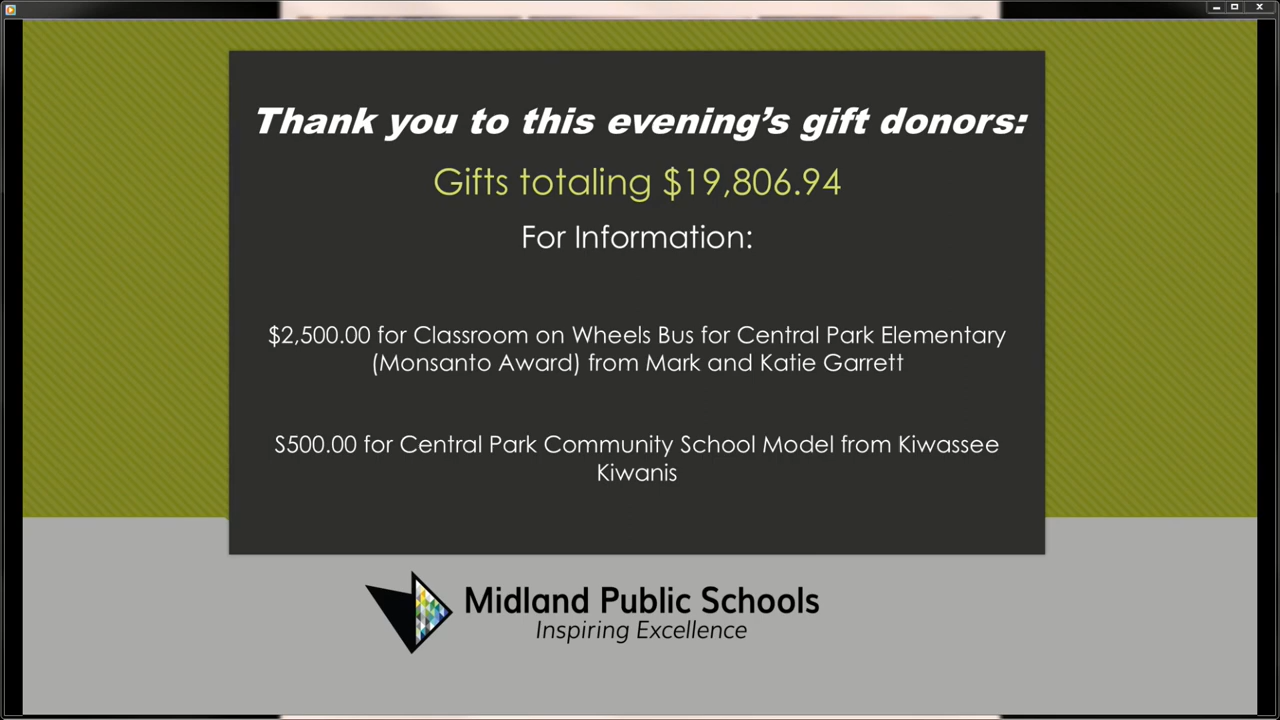 Thank you to this evening's gift donors:
Gifts totaling $19,806.94
For Information:
$2,500.00 for Classroom on Wheels Bus for Central Park Elementary
(Monsanto Award) from Mark and Katie Garrett
S500.00 for Central Park Community School Model from Kiwassee
Kiwanis
Midland Public Schools
Inspiring Excellence